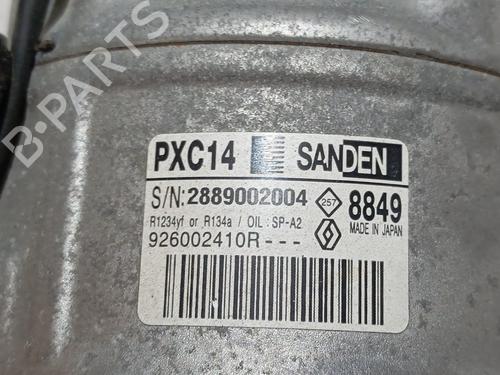 PXC14 SANDEN
S/N: 2889002004 257 8849
R1234yf or R134a / OIL : SP-A2 MADE IN JAPAN
926002410R - - -
B-PARTS